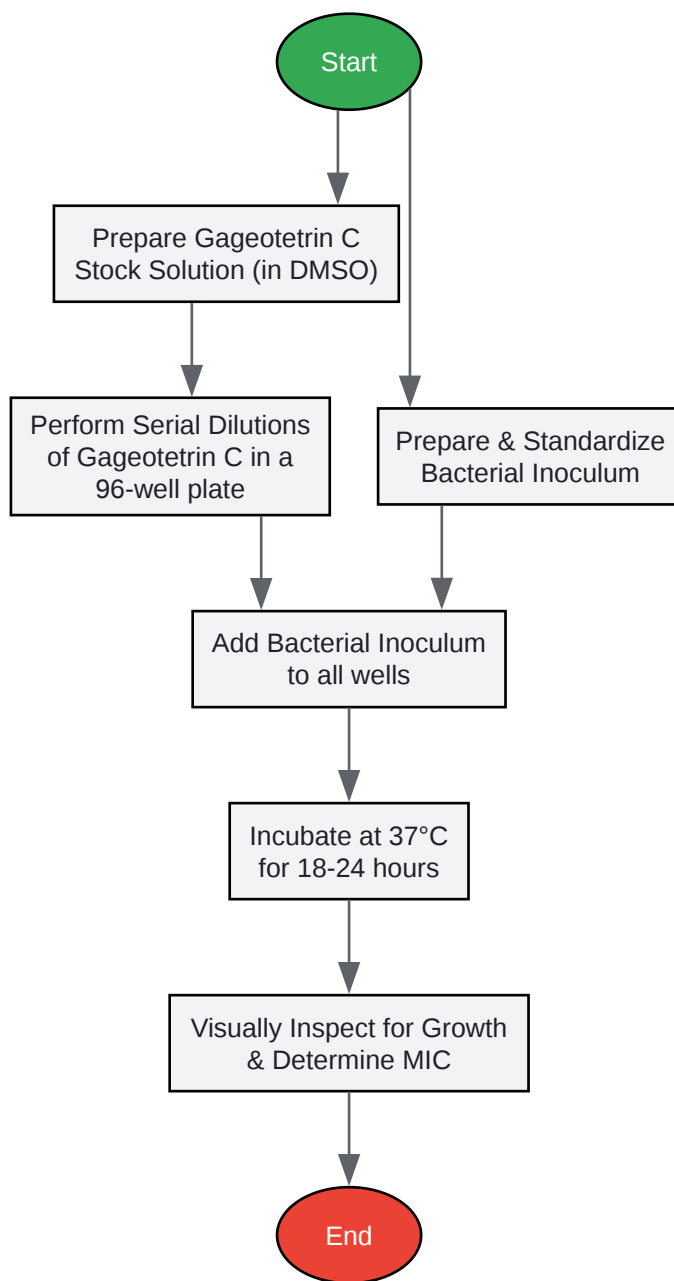 Start
Prepare Gageotetrin C
Stock Solution (in DMSO)
Perform Serial Dilutions
of Gageotetrin C in a
96-well plate
Prepare & Standardize
Bacterial Inoculum
Add Bacterial Inoculum
to all wells
Incubate at 37°C
for 18-24 hours
Visually Inspect for Growth
& Determine MIC
End